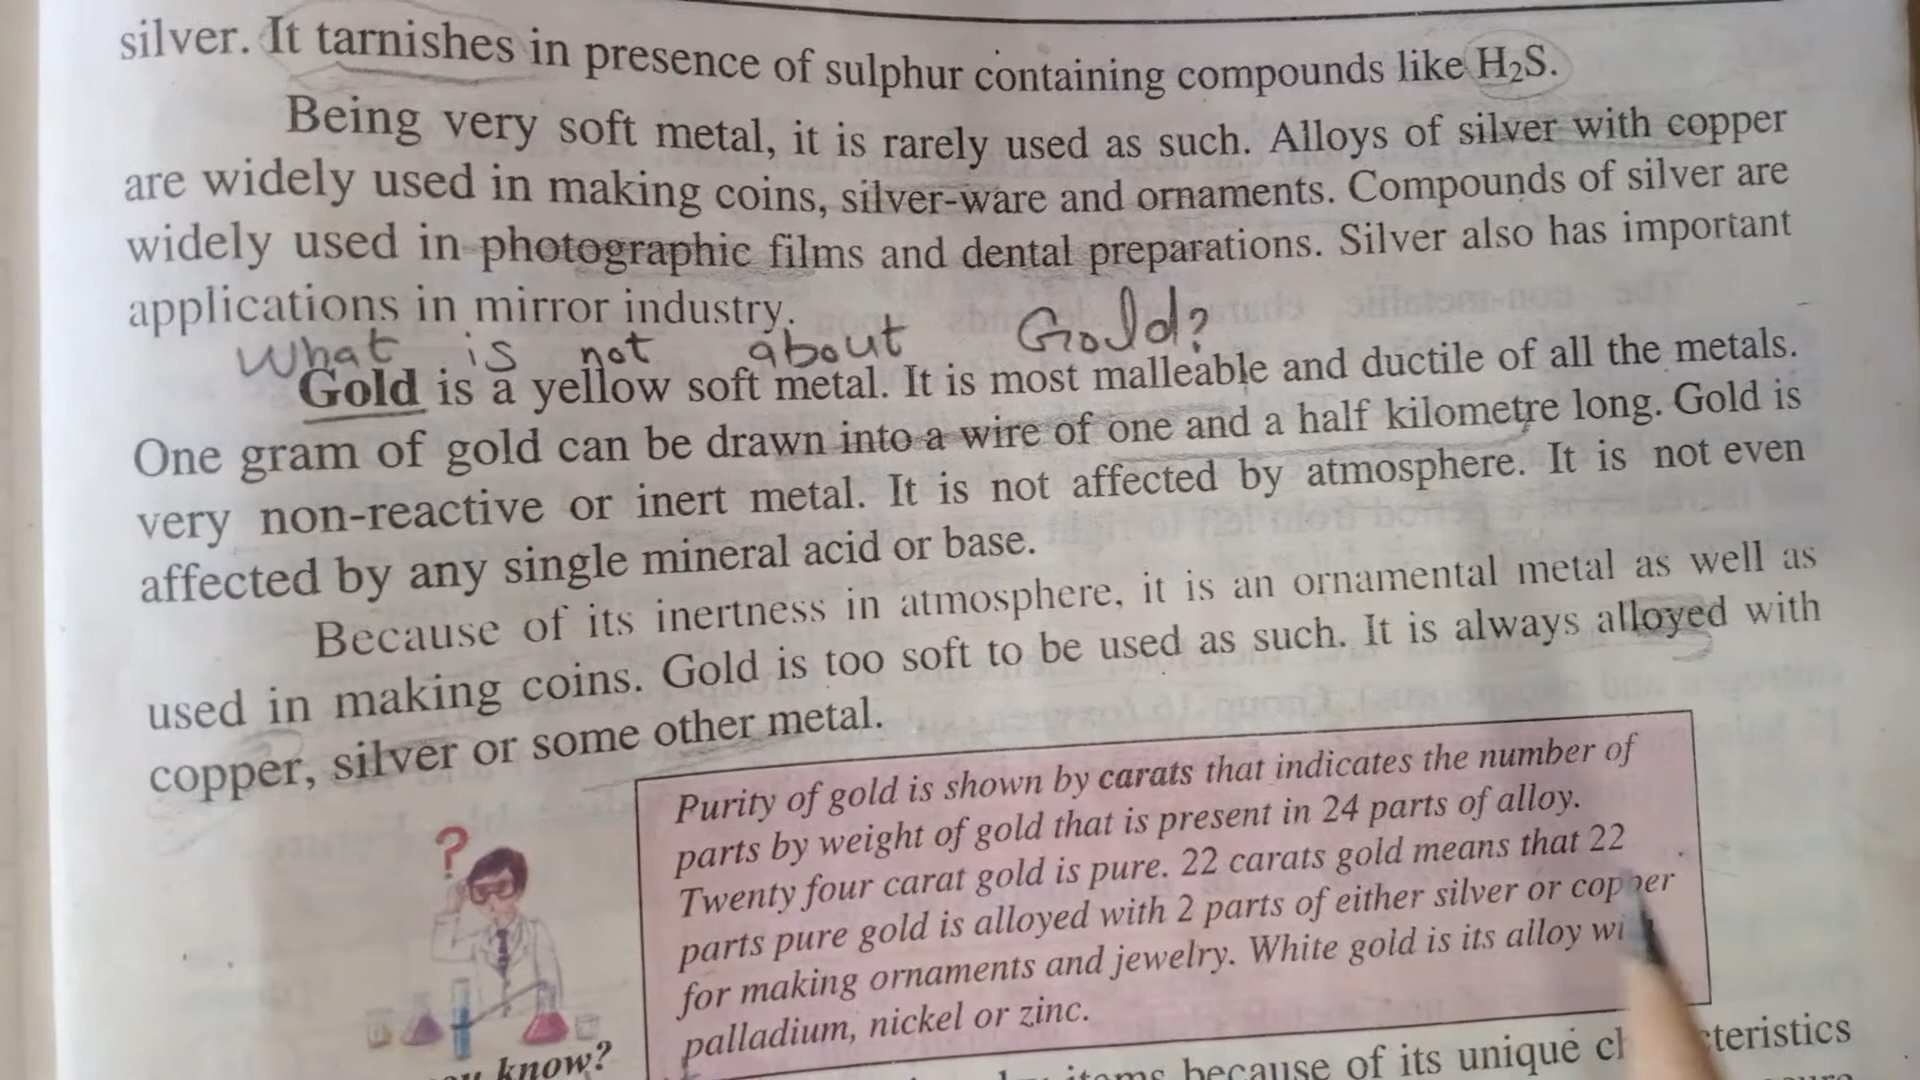 silver. It tarnishes in presence of sulphur containing compounds like H₂S.
Being very soft metal, it is rarely used as such. Alloys of silver with copper
are widely used in making coins, silver-ware and ornaments. Compounds of silver are
widely used in photographic films and dental preparations. Silver also has important
applications in mirror industry.
What is not about Gold?
Gold is a yellow soft metal. It is most malleable and ductile of all the metals.
One gram of gold can be drawn into a wire of one and a half kilometre long. Gold is
very non-reactive or inert metal. It is not affected by atmosphere. It is not even
affected by any single mineral acid or base.
Because of its inertness in atmosphere, it is an ornamental metal as well as
used in making coins. Gold is too soft to be used as such. It is always alloyed with
copper, silver or some other metal.
?
Purity of gold is shown by carats that indicates the number of
parts by weight of gold that is present in 24 parts of alloy.
Twenty four carat gold is pure. 22 carats gold means that 22
parts pure gold is alloyed with 2 parts of either silver or copper
for making ornaments and jewelry. White gold is its alloy
palladium, nickel or zinc.
know?
items because of its unique